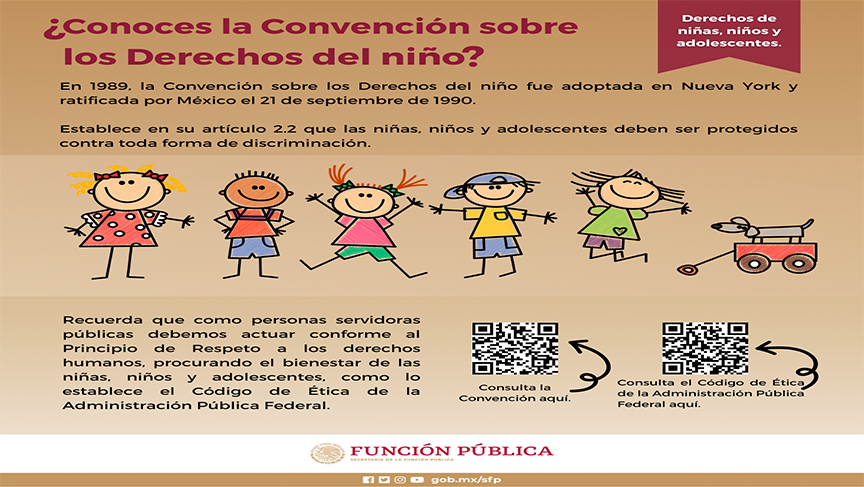 ¿Conoces la Convención sobre
los Derechos del niño?
Derechos de
niñas, niños y
adolescentes.
En 1989, la Convención sobre los Derechos del niño fue adoptada en Nueva York y
ratificada por México el 21 de septiembre de 1990.
Establece en su artículo 2.2 que las niñas, niños y adolescentes deben ser protegidos
contra toda forma de discriminación.
Recuerda que como personas servidoras
públicas debemos actuar conforme al
Principio de Respeto a los derechos
humanos, procurando el bienestar de las
niñas, niños y adolescentes, como lo
establece el Código de Ética de la
Administración Pública Federal.
Consulta la
Convención aquí.
Consulta el Código de Ética
de la Administración Pública
Federal aquí.
FUNCIÓN PÚBLICA
SECRETARÍA DE LA FUNCIÓN PÚBLICA
gob.mx/sfp